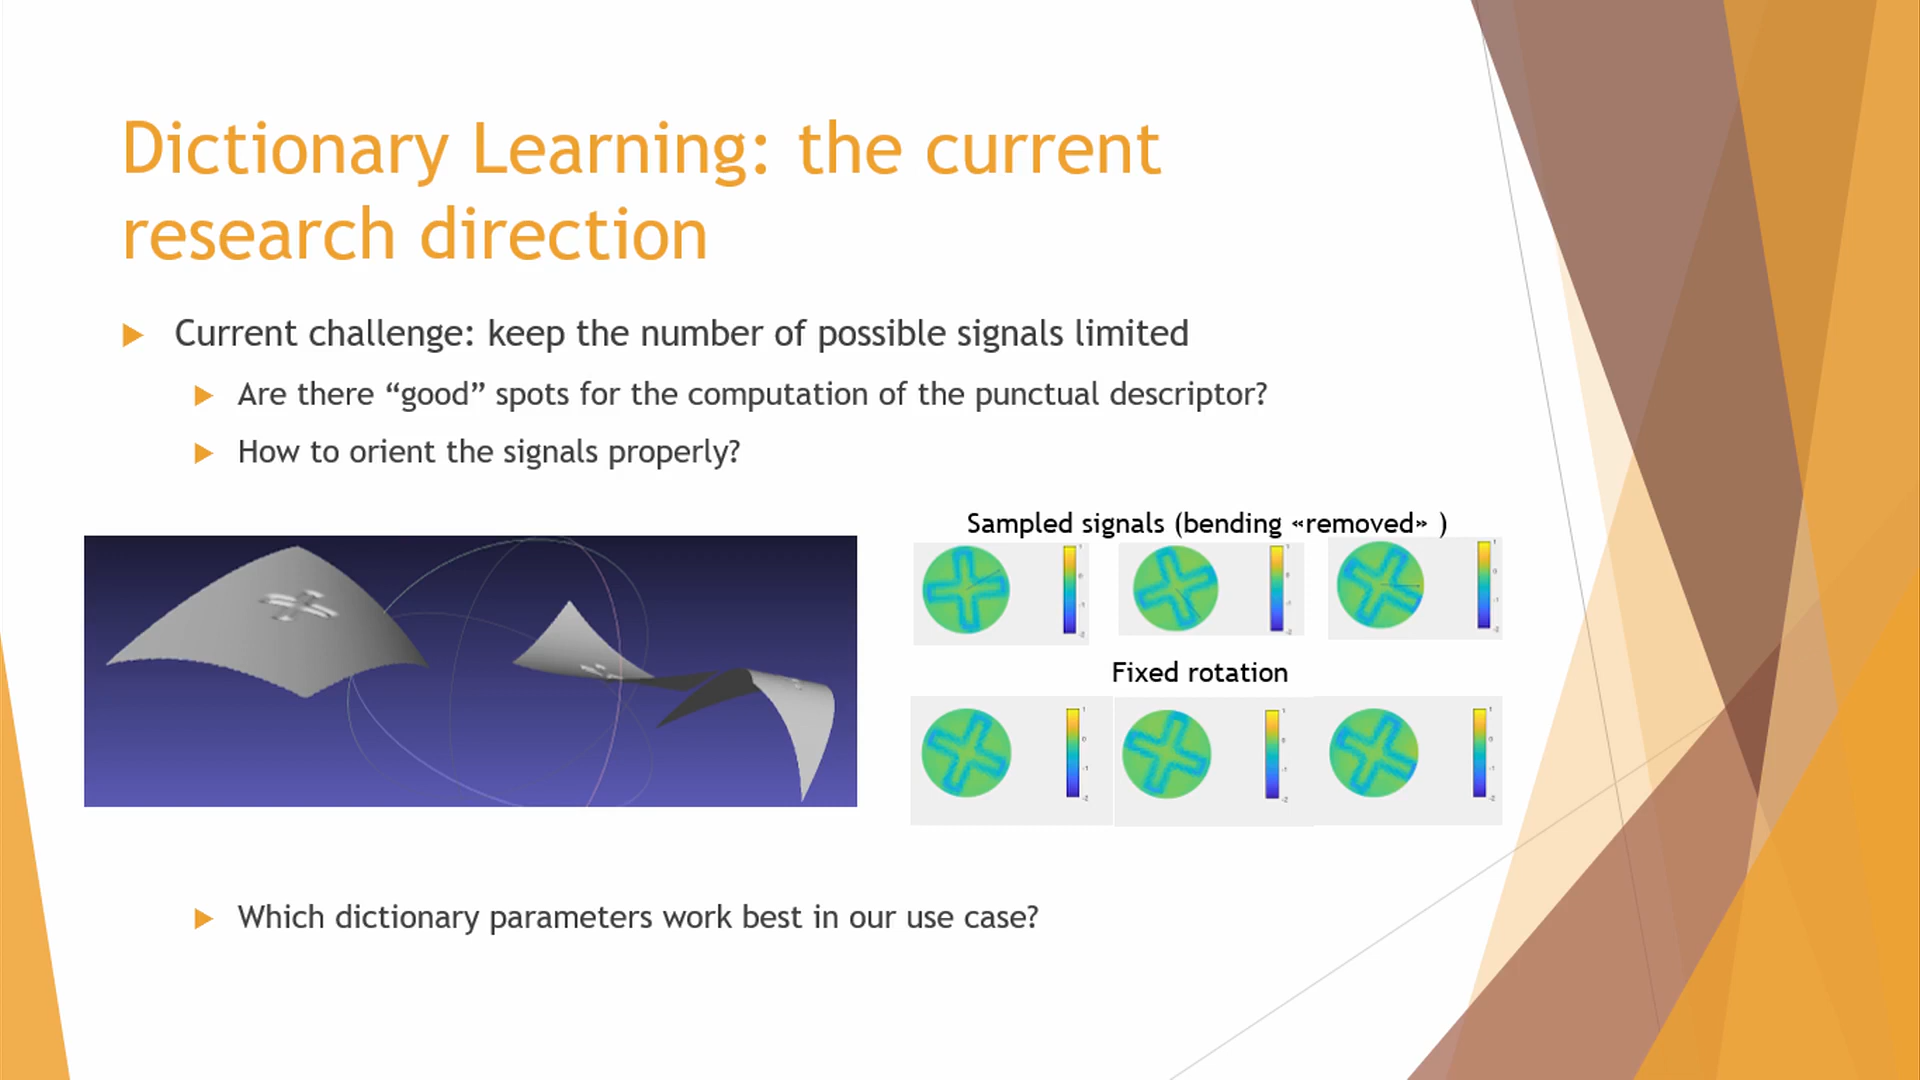 Dictionary Learning: the current
research direction
Current challenge: keep the number of possible signals limited
Are there “good” spots for the computation of the punctual descriptor?
How to orient the signals properly?
Sampled signals (bending «removed» )
Fixed rotation
Which dictionary parameters work best in our use case?